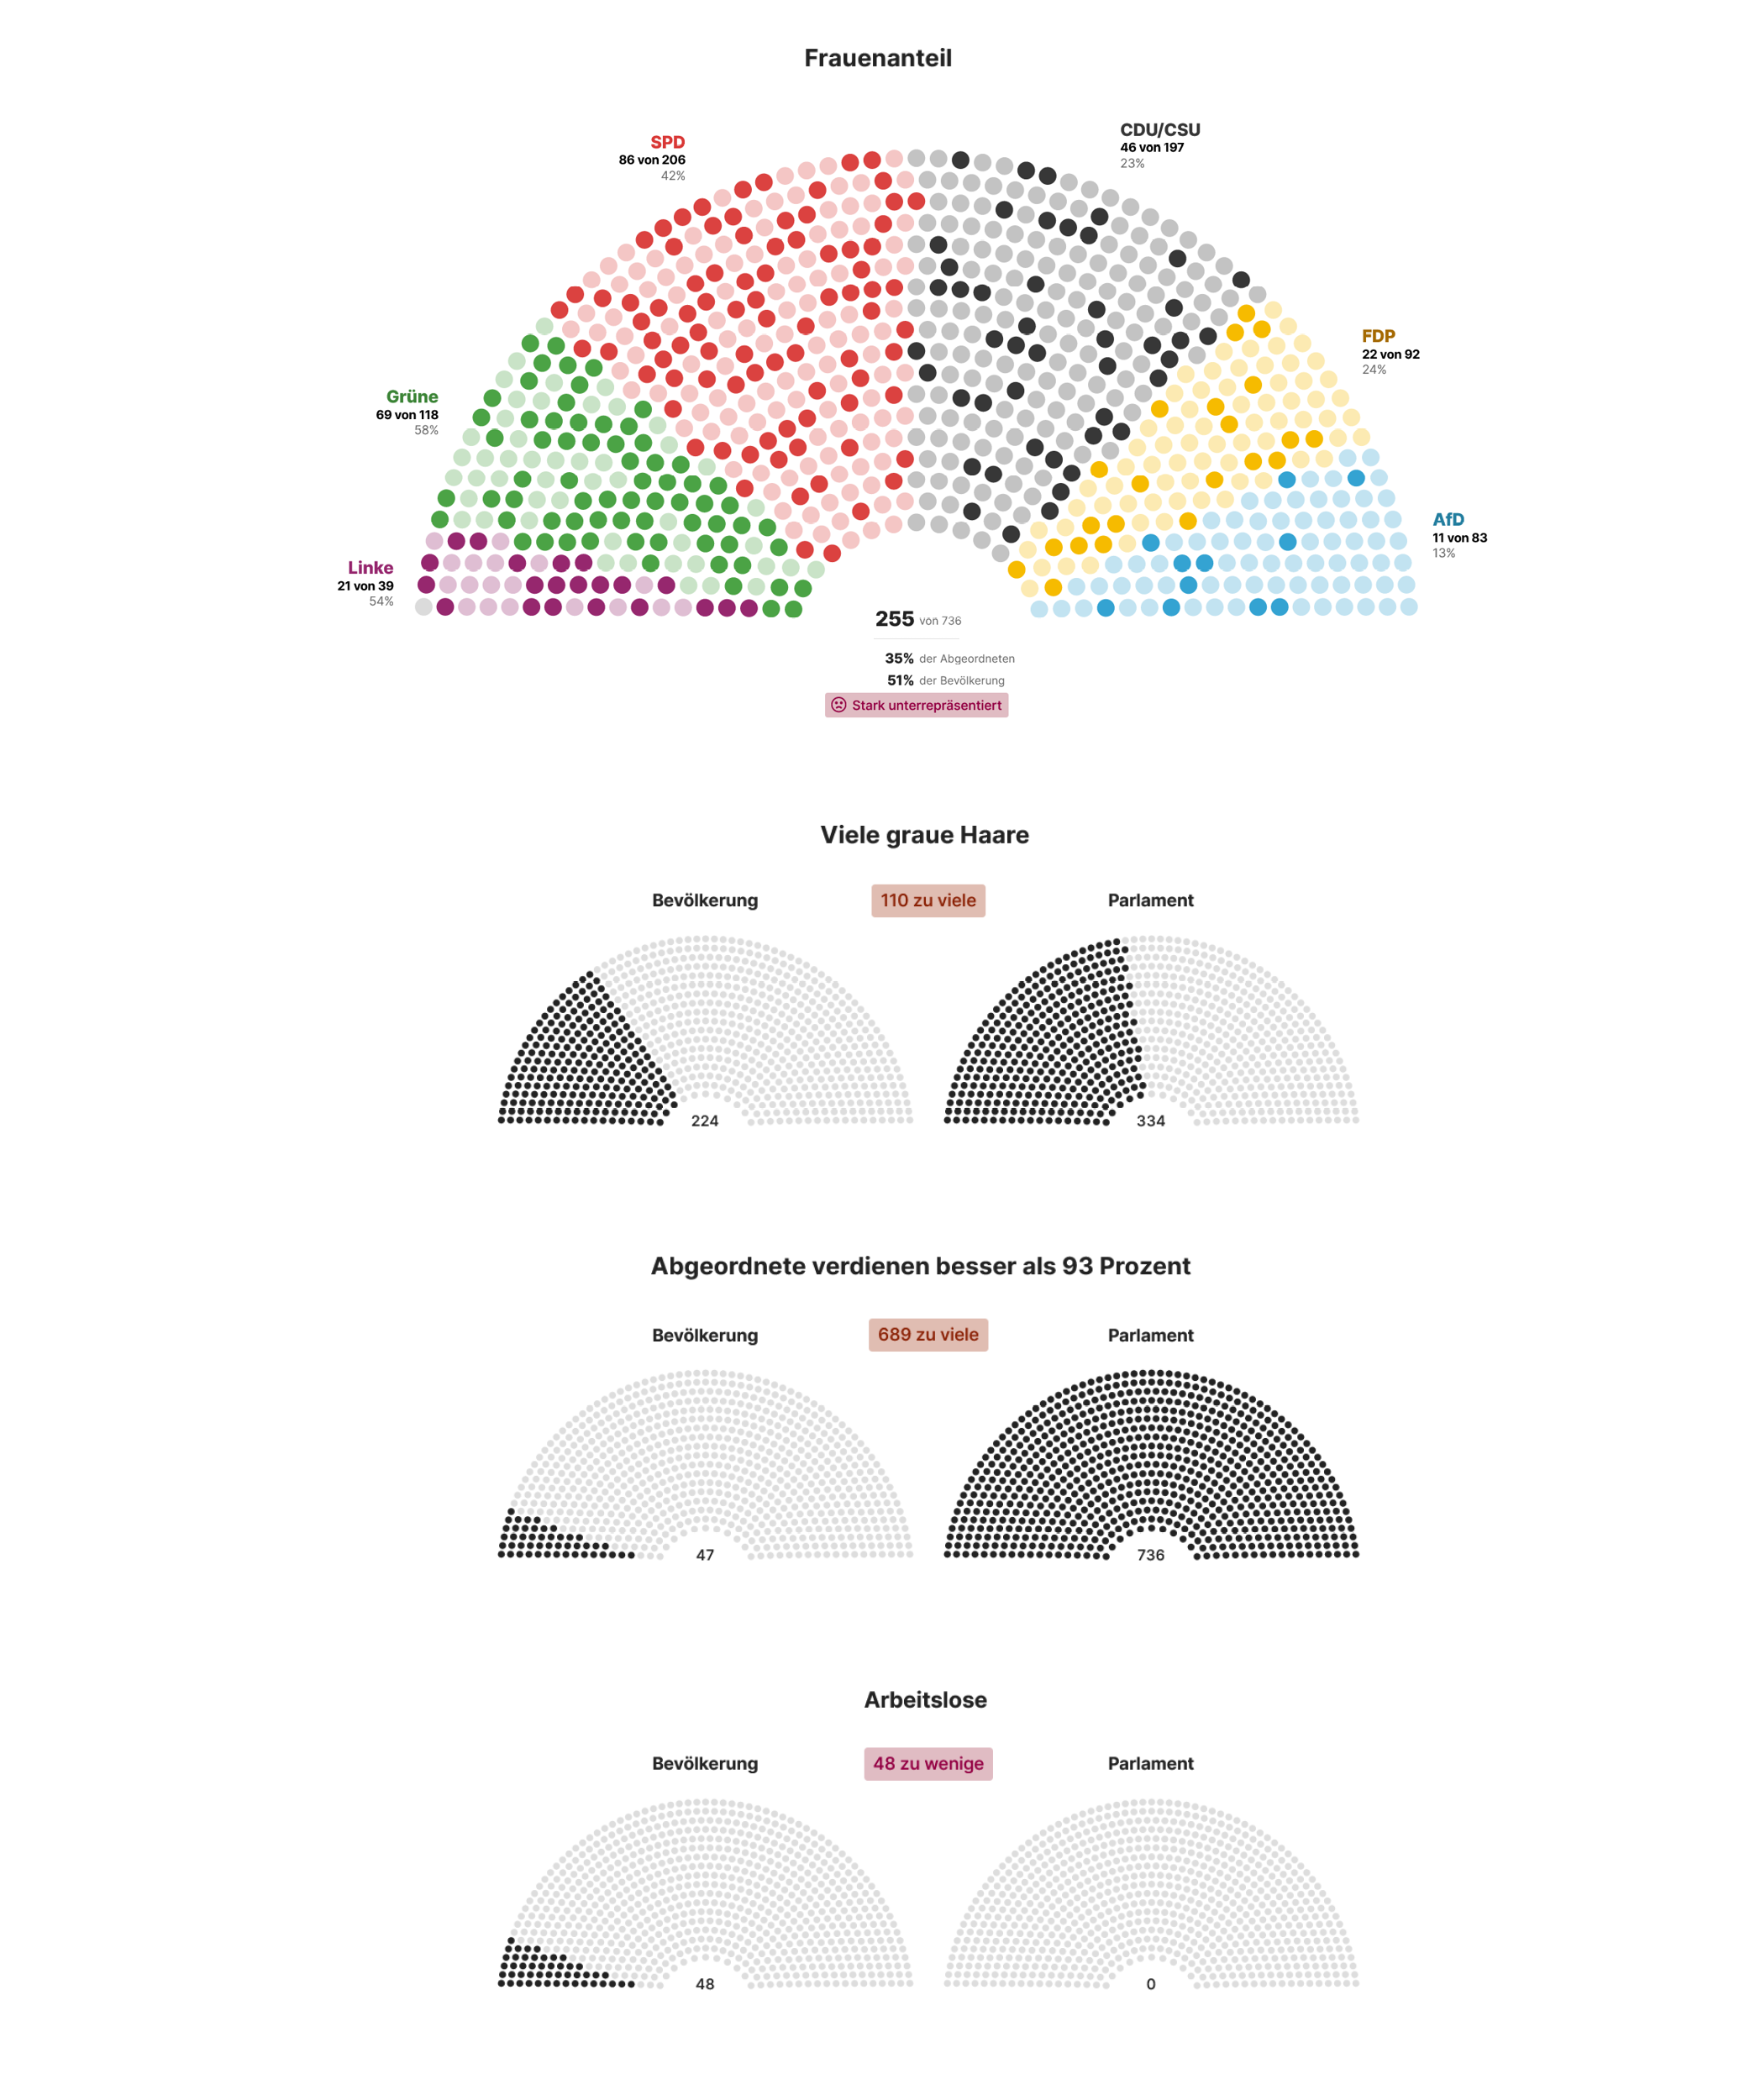 Frauenanteil
CDU/CSU
46 von 197
23%
SPD
86 von 206
42%
FDP
22 von 92
24%
Grüne
69 von 118
58%
AfD
11 von 83
13%
Linke
21 von 39
54%
255 von 736
35% der Abgeordneten
51% der Bevölkerung
Stark unterrepräsentiert
Viele graue Haare
Bevölkerung
110 zu viele
Parlament
224
334
Abgeordnete verdienen besser als 93 Prozent
Bevölkerung
689 zu viele
Parlament
47
736
Arbeitslose
Bevölkerung
48 zu wenige
Parlament
48
0